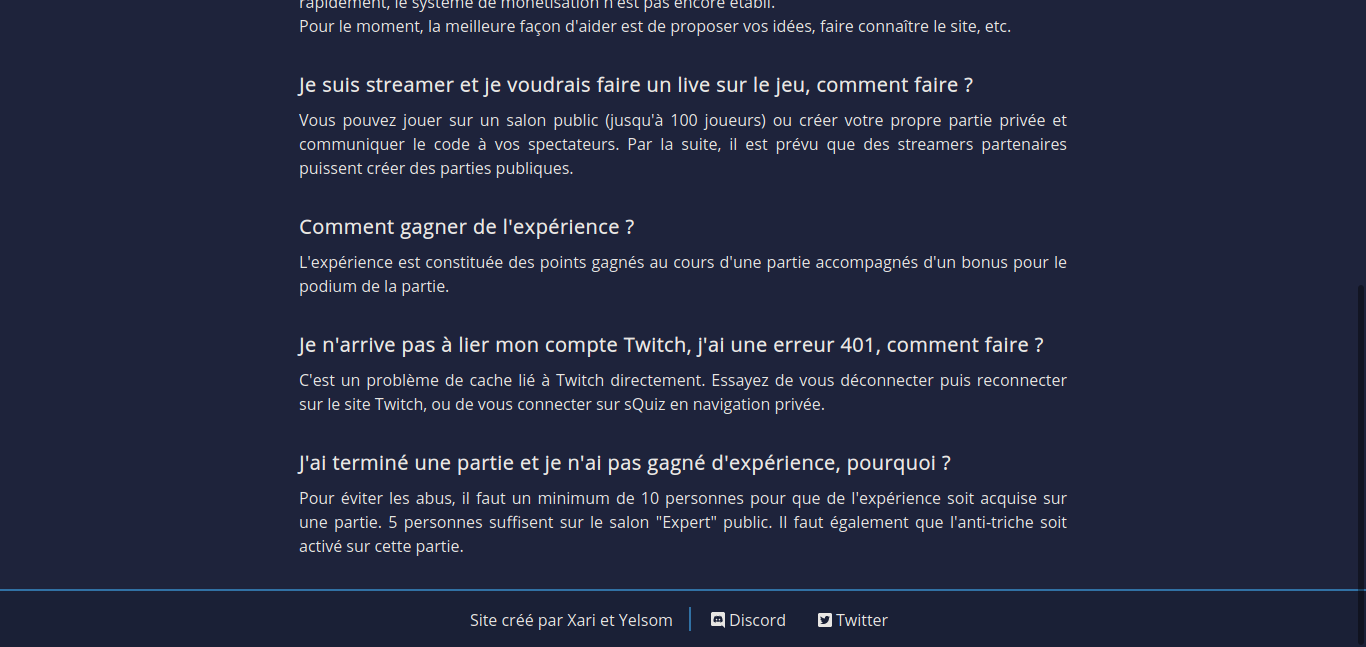 rapidement, le système de monétisation n'est pas encore établi.
Pour le moment, la meilleure façon d'aider est de proposer vos idées, faire connaître le site, etc.
Je suis streamer et je voudrais faire un live sur le jeu, comment faire ?
Vous pouvez jouer sur un salon public (jusqu'à 100 joueurs) ou créer votre propre partie privée et
communiquer le code à vos spectateurs. Par la suite, il est prévu que des streamers partenaires
puissent créer des parties publiques.
Comment gagner de l'expérience ?
L'expérience est constituée des points gagnés au cours d'une partie accompagnés d'un bonus pour le
podium de la partie.
Je n'arrive pas à lier mon compte Twitch, j'ai une erreur 401, comment faire ?
C'est un problème de cache lié à Twitch directement. Essayez de vous déconnecter puis reconnecter
sur le site Twitch, ou de vous connecter sur sQuiz en navigation privée.
J'ai terminé une partie et je n'ai pas gagné d'expérience, pourquoi ?
Pour éviter les abus, il faut un minimum de 10 personnes pour que de l'expérience soit acquise sur
une partie. 5 personnes suffisent sur le salon "Expert" public. Il faut également que l'anti-triche soit
activé sur cette partie.
Site créé par Xari et Yelsom Discord Twitter